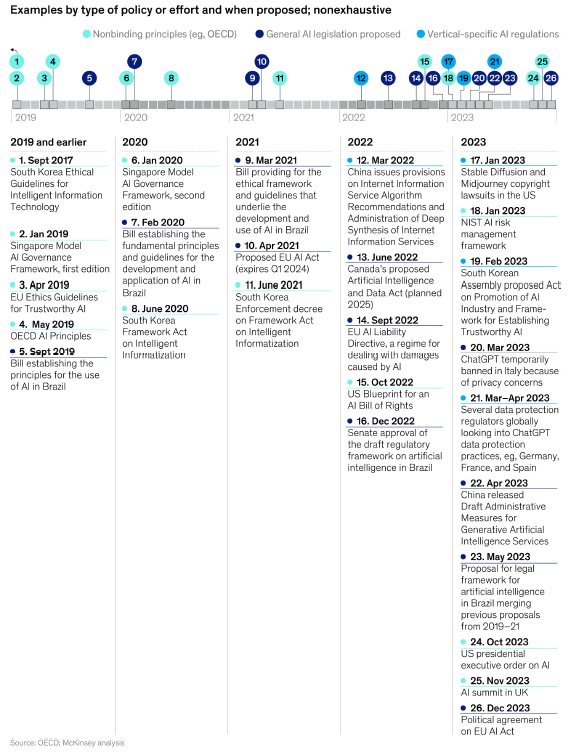 Examples by type of policy or effort and when proposed; nonexhaustive
Nonbinding principles (eg, OECD)
General AI legislation proposed
Vertical-specific AI regulations
1
4
7
10
15
17
21
25
2
3
5
6
8
9
11
12
13
14
16
18
19
20
22
23
24
26
2019
2020
2021
2022
2023
2019 and earlier
1. Sept 2017
South Korea Ethical
Guidelines for
Intelligent Information
Technology
2. Jan 2019
Singapore Model
AI Governance
Framework, first edition
3. Apr 2019
EU Ethics Guidelines
for Trustworthy AI
4. May 2019
OECD AI Principles
5. Sept 2019
Bill establishing the
principles for the use
of AI in Brazil
2020
6. Jan 2020
Singapore Model
AI Governance
Framework, second
edition
7. Feb 2020
Bill establishing the
fundamental principles
and guidelines for the
development and
application of AI in
Brazil
8. June 2020
South Korea
Framework Act
on Intelligent
Informatization
2021
9. Mar 2021
Bill providing for the
ethical framework
and guidelines that
underlie the
development and
use of AI in Brazil
10. Apr 2021
Proposed EU AI Act
(expires Q1 2024)
11. June 2021
South Korea
Enforcement decree
on Framework Act
on Intelligent
Informatization
2022
12. Mar 2022
China issues provisions
on Internet Information
Service Algorithm
Recommendations and
Administration of Deep
Synthesis of Internet
Information Services
13. June 2022
Canada's proposed
Artificial Intelligence
and Data Act (planned
2025)
14. Sept 2022
EU AI Liability
Directive, a regime for
dealing with damages
caused by AI
15. Oct 2022
US Blueprint for an
AI Bill of Rights
16. Dec 2022
Senate approval of
the draft regulatory
framework on artificial
intelligence in Brazil
2023
17. Jan 2023
Stable Diffusion and
Midjourney copyright
lawsuits in the US
18. Jan 2023
NIST AI risk
management
framework
19. Feb 2023
South Korean
Assembly proposed Act
on Promotion of AI
Industry and Frame-
work for Establishing
Trustworthy AI
20. Mar 2023
ChatGPT temporarily
banned in Italy because
of privacy concerns
21. Mar–Apr 2023
Several data protection
regulators globally
looking into ChatGPT
data protection
practices, eg, Germany,
France, and Spain
22. Apr 2023
China released
Draft Administrative
Measures for
Generative Artificial
Intelligence Services
23. May 2023
Proposal for legal
framework for
artificial intelligence
in Brazil merging
previous proposals
from 2019–21
24. Oct 2023
US presidential
executive order on AI
25. Nov 2023
AI summit in UK
26. Dec 2023
Political agreement
on EU AI Act
Source: OECD; McKinsey analysis